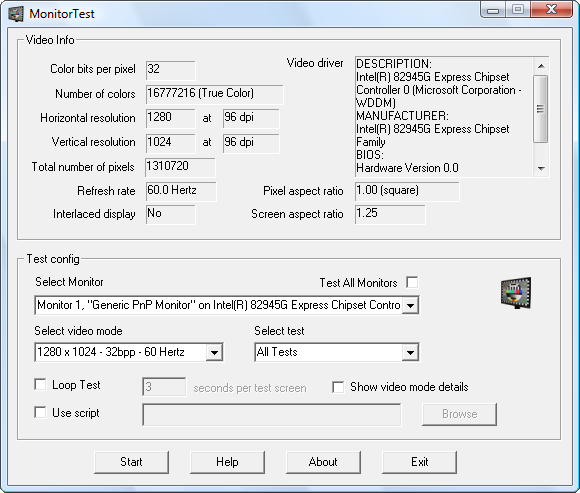 MonitorTest
Video Info
Color bits per pixel 32
Number of colors 16777216 (True Color)
Horizontal resolution 1280 at 96 dpi
Vertical resolution 1024 at 96 dpi
Total number of pixels 1310720
Refresh rate 60.0 Hertz
Interlaced display No
Video driver
DESCRIPTION:
Intel(R) 82945G Express Chipset
Controller 0 (Microsoft Corporation -
WDDM)
MANUFACTURER:
Intel(R) 82945G Express Chipset
Family
BIOS:
Hardware Version 0.0
Pixel aspect ratio 1.00 (square)
Screen aspect ratio 1.25
Test config
Select Monitor
Test All Monitors
Monitor 1, "Generic PnP Monitor" on Intel(R) 82945G Express Chipset Contro
Select video mode
Select test
1280 x 1024 - 32bpp - 60 Hertz
All Tests
Loop Test 3 seconds per test screen
Show video mode details
Use script
Browse
Start
Help
About
Exit